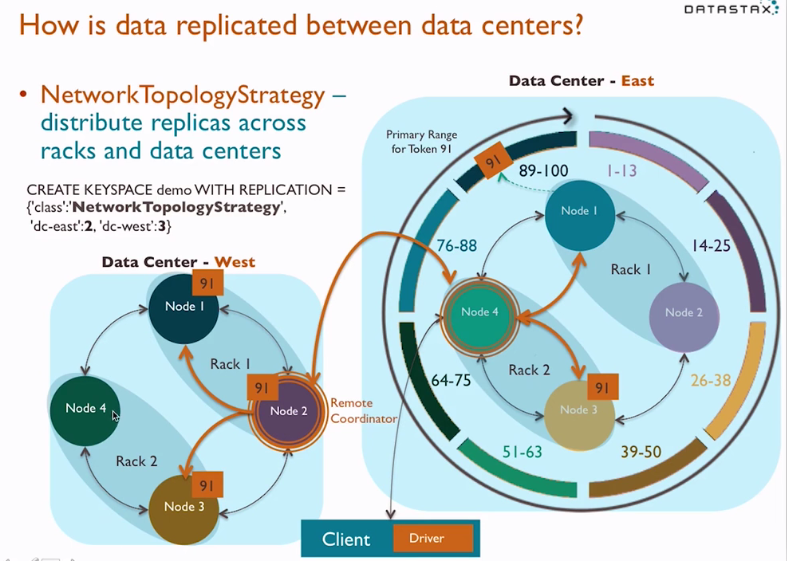 DATASTAX
How is data replicated between data centers?
• NetworkTopologyStrategy –
distribute replicas across
racks and data centers
CREATE KEYSPACE demo WITH REPLICATION =
{'class':'NetworkTopologyStrategy',
'dc-east':2, 'dc-west':3}
Data Center - West
91
Node 1
Rack 1
91
Node 2
Remote
Coordinator
Node 4
Rack 2
91
Node 3
Data Center - East
Primary Range
for Token 91
91
89-100
1-13
Node 1
76-88
14-25
Rack 1
Node 4
Node 2
Rack 2
64-75
91
26-38
Node 3
51-63
39-50
Client
Driver